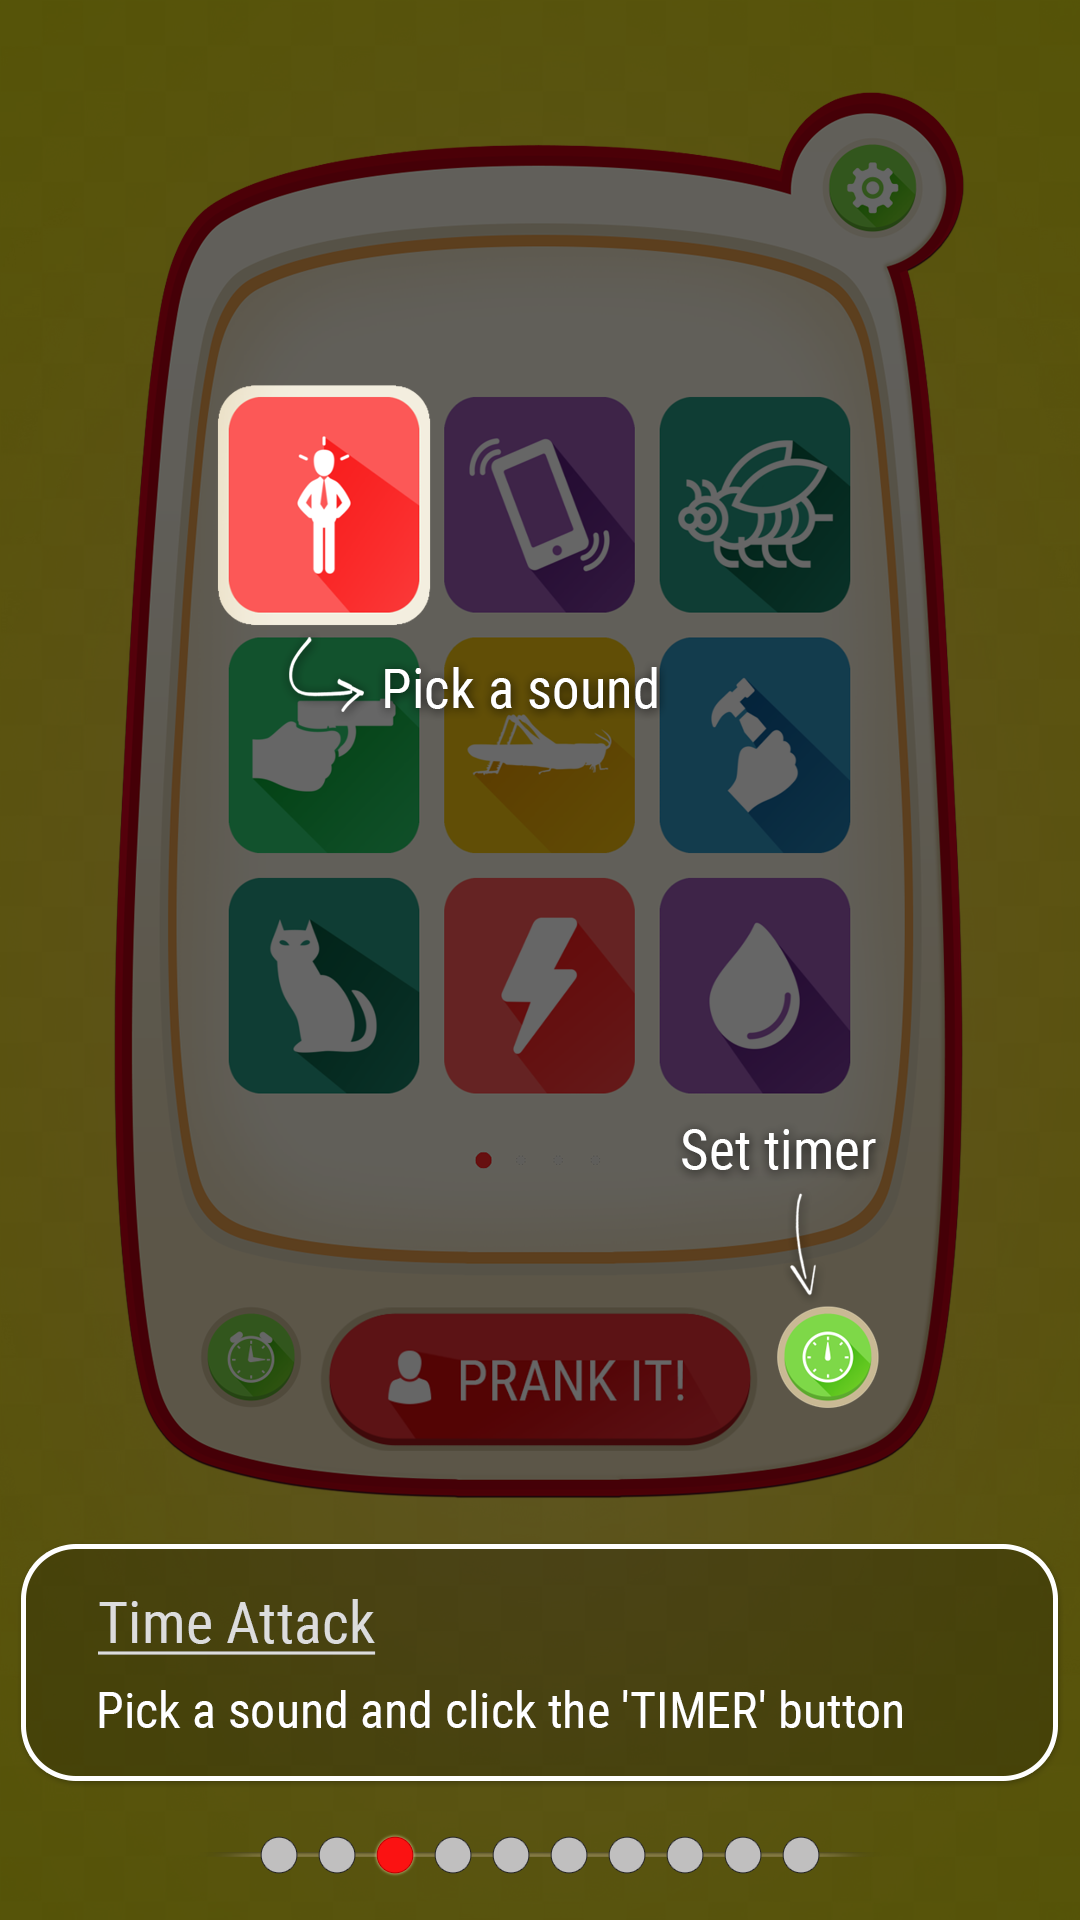 Pick a sound
Set timer
PRANK IT!
Time Attack
Pick a sound and click the 'TIMER' button